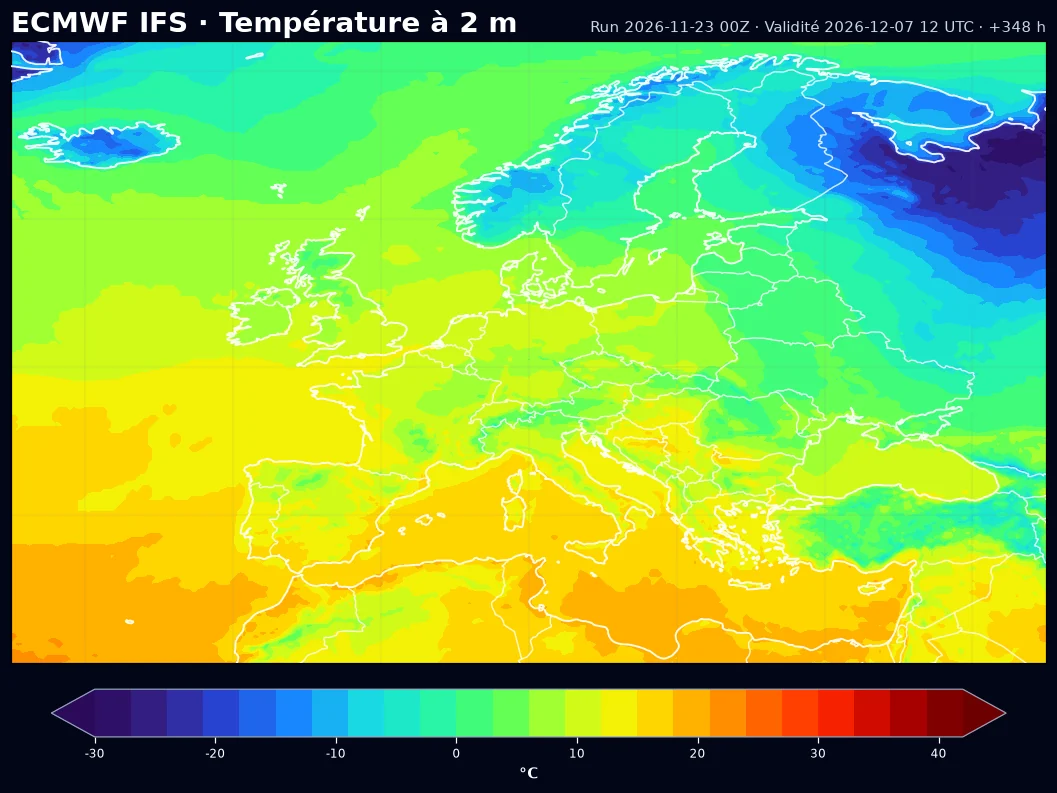 ECMWF IFS · Température à 2 m
Run 2026-11-23 00Z · Validité 2026-12-07 12 UTC · +348 h
-30 -20 -10 0 10 20 30 40
°C